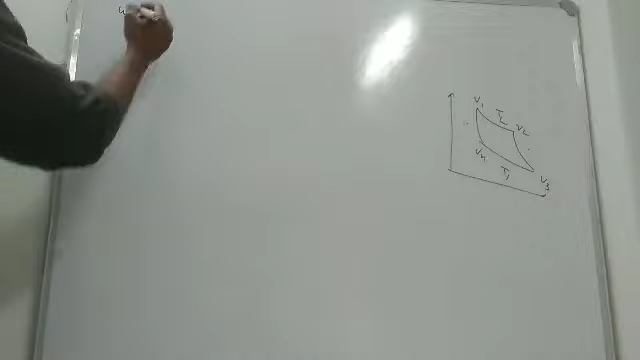 V₁
T₂
V₂
V₄
T₁
V₃